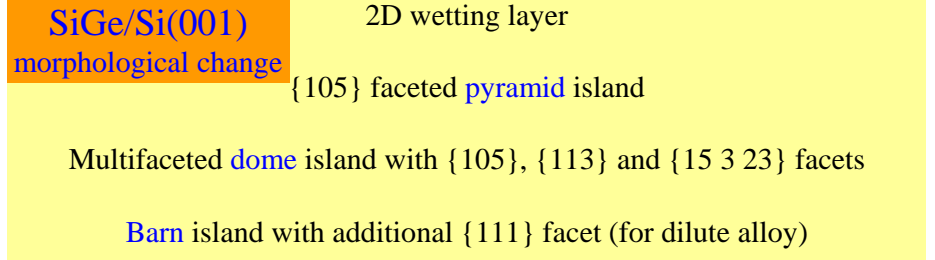 SiGe/Si(001)
morphological change
2D wetting layer
{105} faceted pyramid island
Multifaceted dome island with {105}, {113} and {15 3 23} facets
Barn island with additional {111} facet (for dilute alloy)